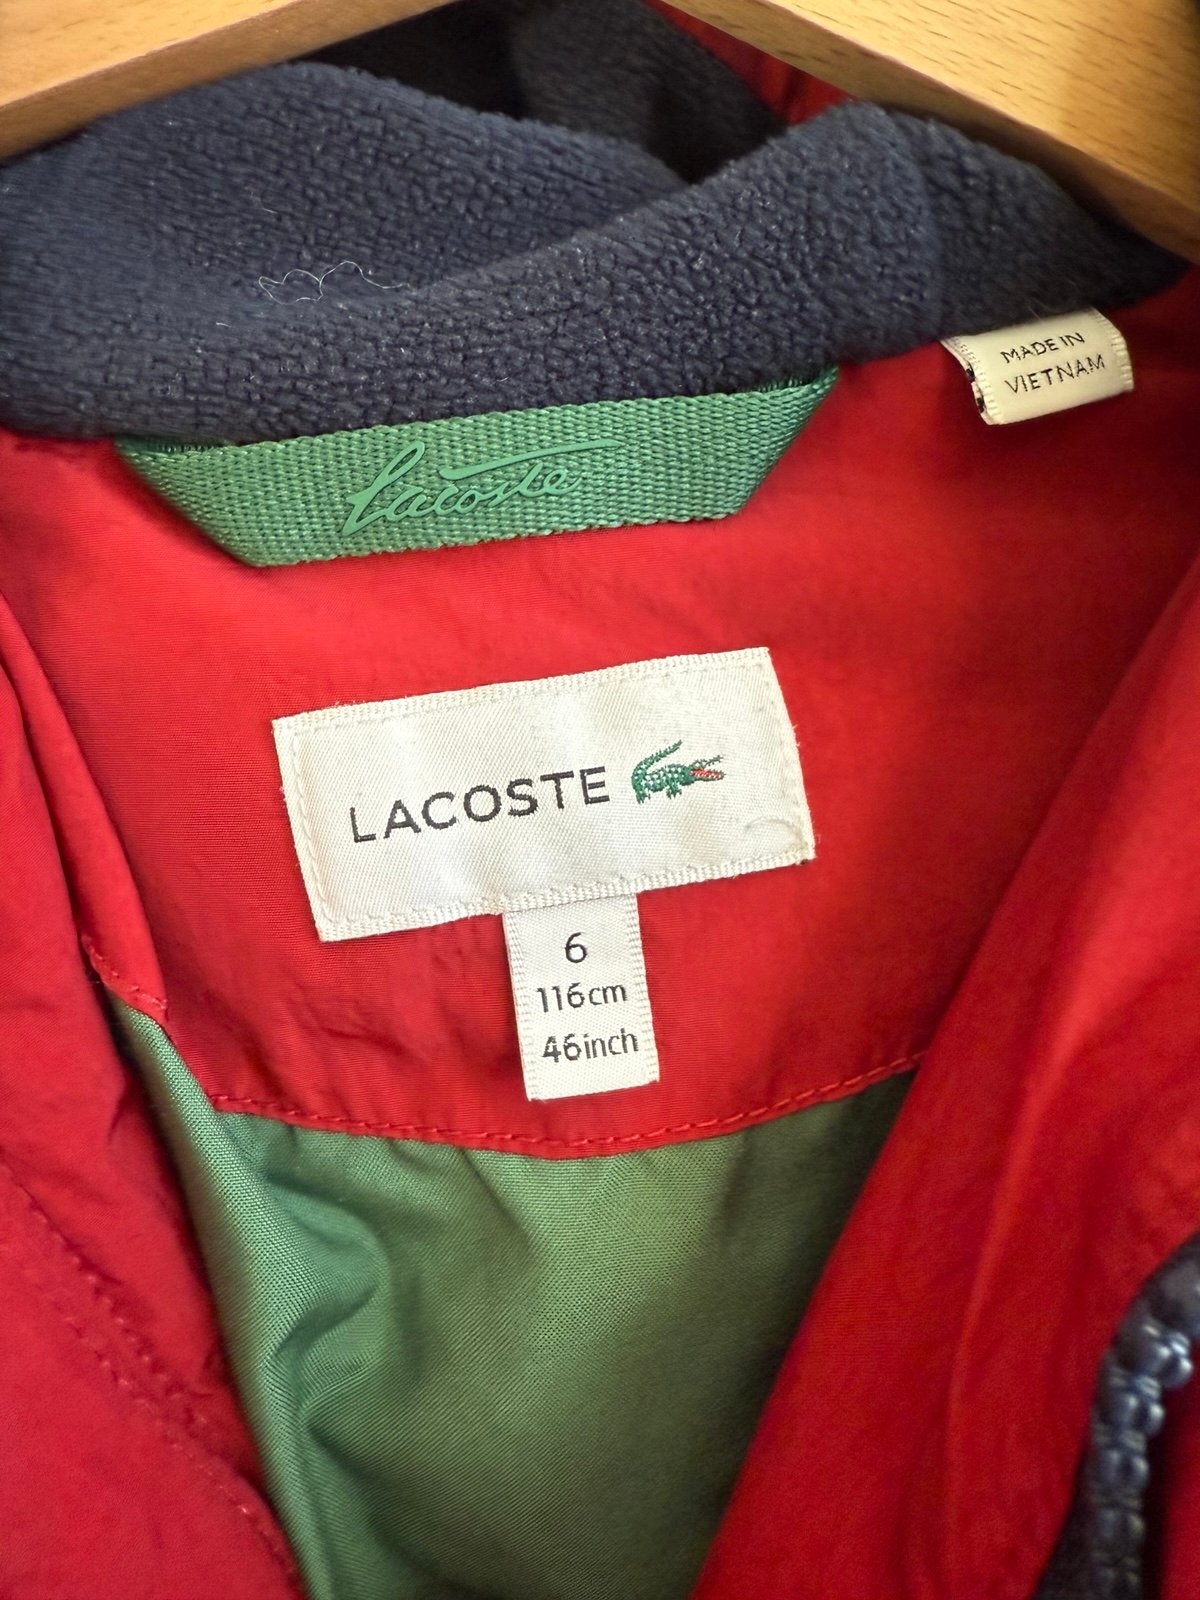 MADE IN
VIETNAM
Lacoste
LACOSTE
6
116cm
46inch